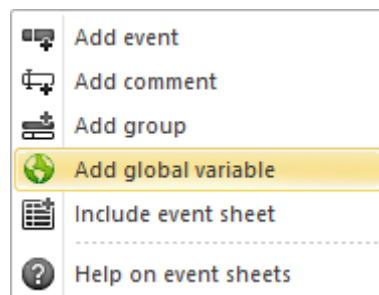 Add event
Add comment
Add group
Add global variable
Include event sheet
Help on event sheets